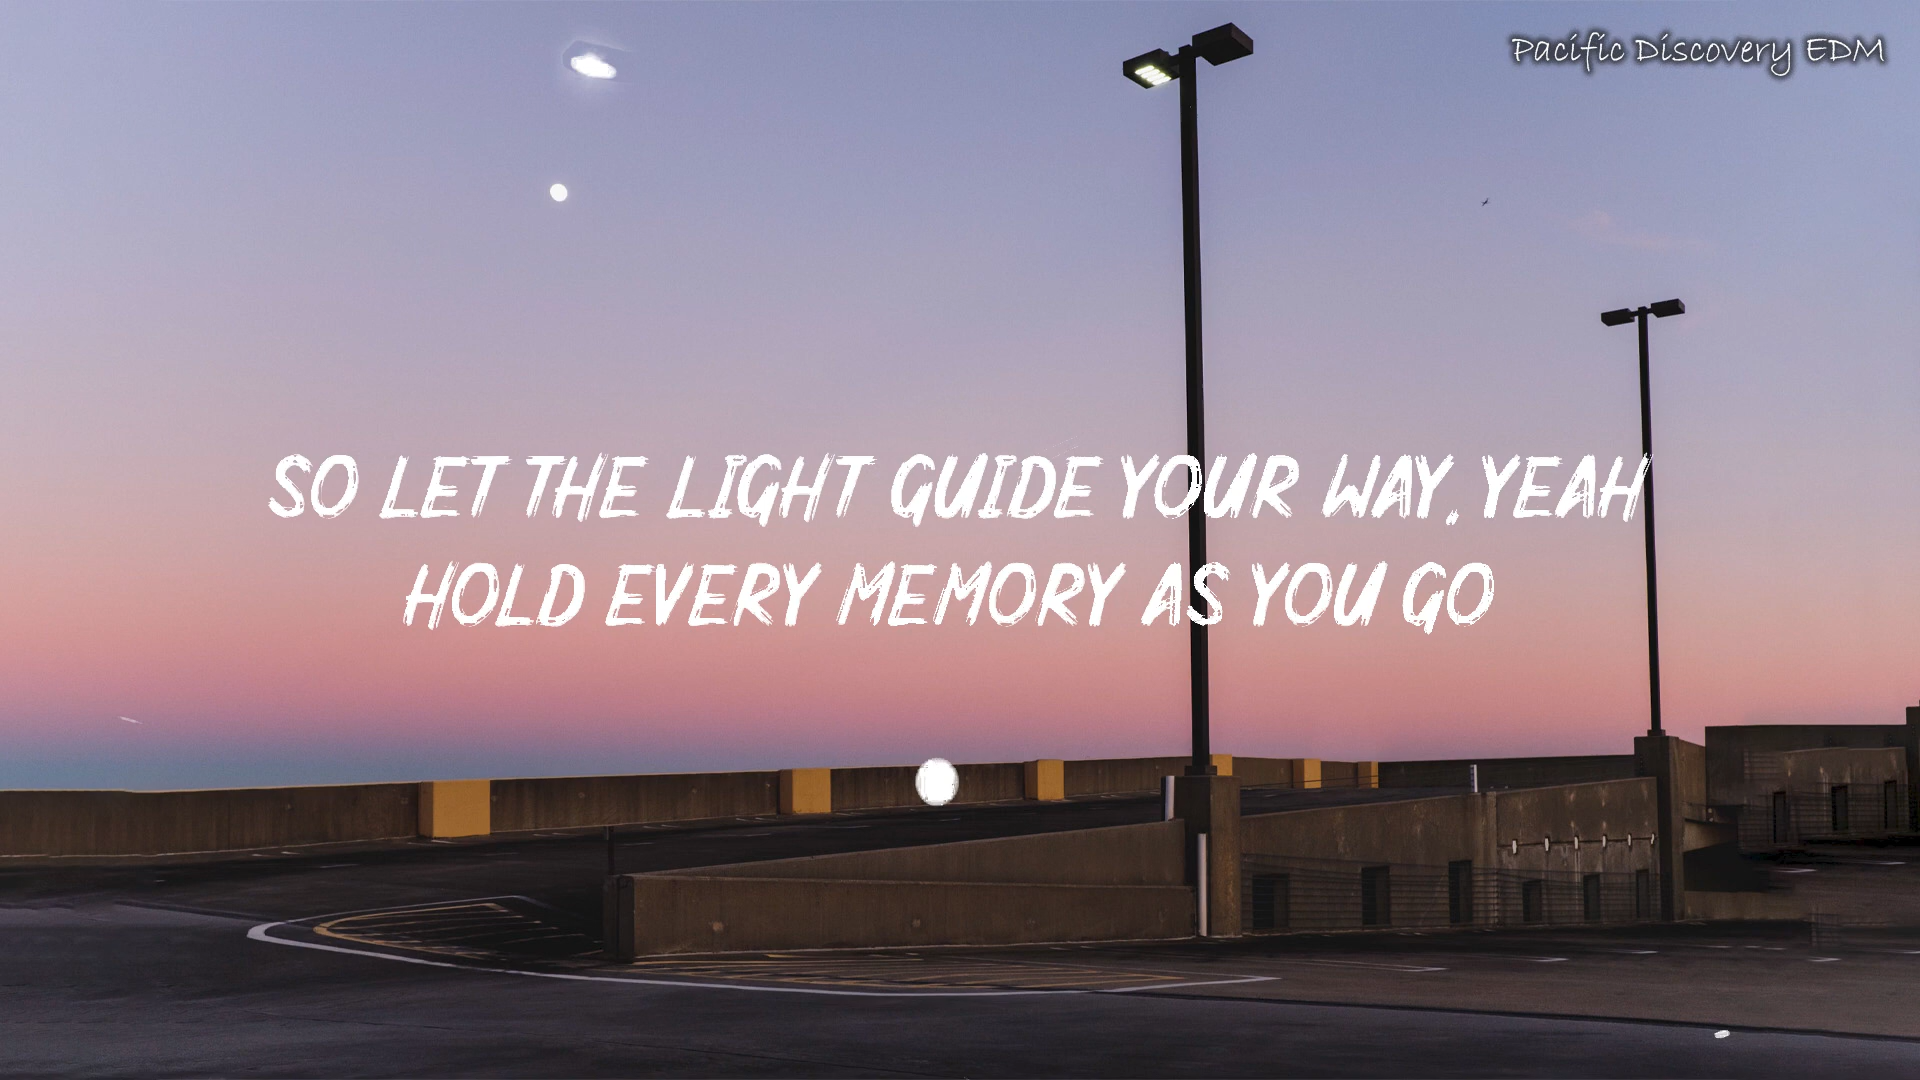 Pacific Discovery EDM
SO LET THE LIGHT GUIDE YOUR WAY, YEAH
HOLD EVERY MEMORY AS YOU GO